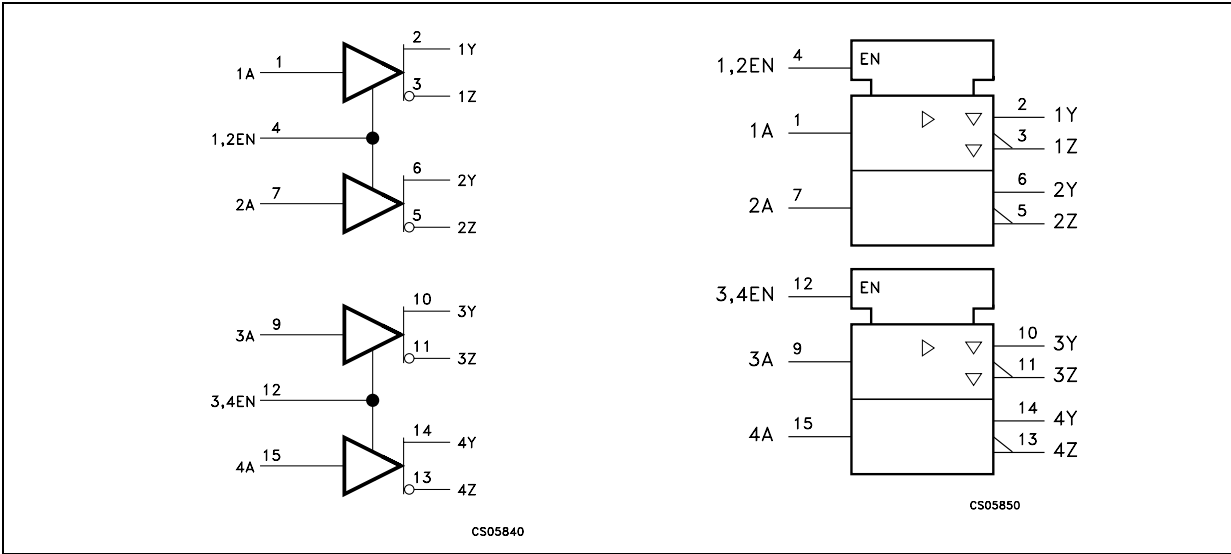 2 1Y
1A 1
3 1Z
1,2EN 4
6 2Y
2A 7
5 2Z
10 3Y
3A 9
11 3Z
3,4EN 12
14 4Y
4A 15
13 4Z
CS05840
1,2EN 4 EN
2 1Y
1A 1
3 1Z
6 2Y
2A 7
5 2Z
3,4EN 12 EN
10 3Y
3A 9
11 3Z
14 4Y
4A 15
13 4Z
CS05850